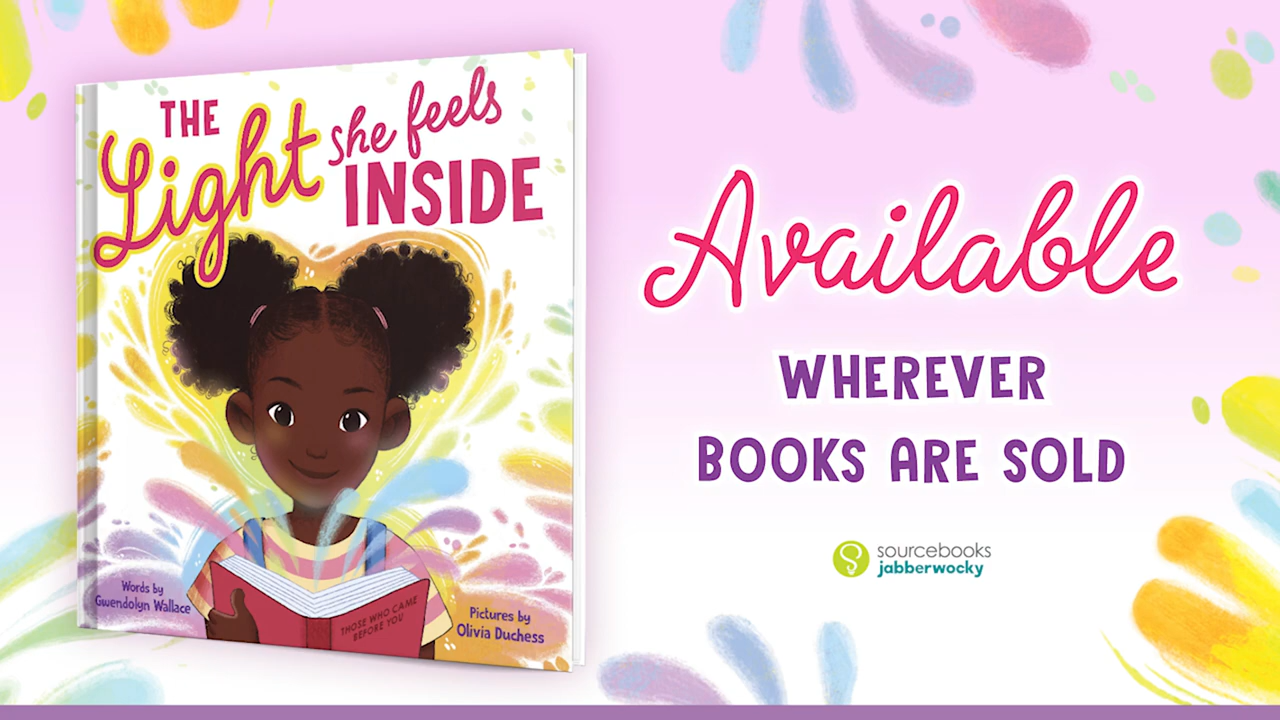 THE
Light she feels
INSIDE
Words by
Gwendolyn Wallace
THOSE WHO CAME
BEFORE YOU
Pictures by
Olivia Duchess
Available
WHEREVER
BOOKS ARE SOLD
sourcebooks
jabberwocky